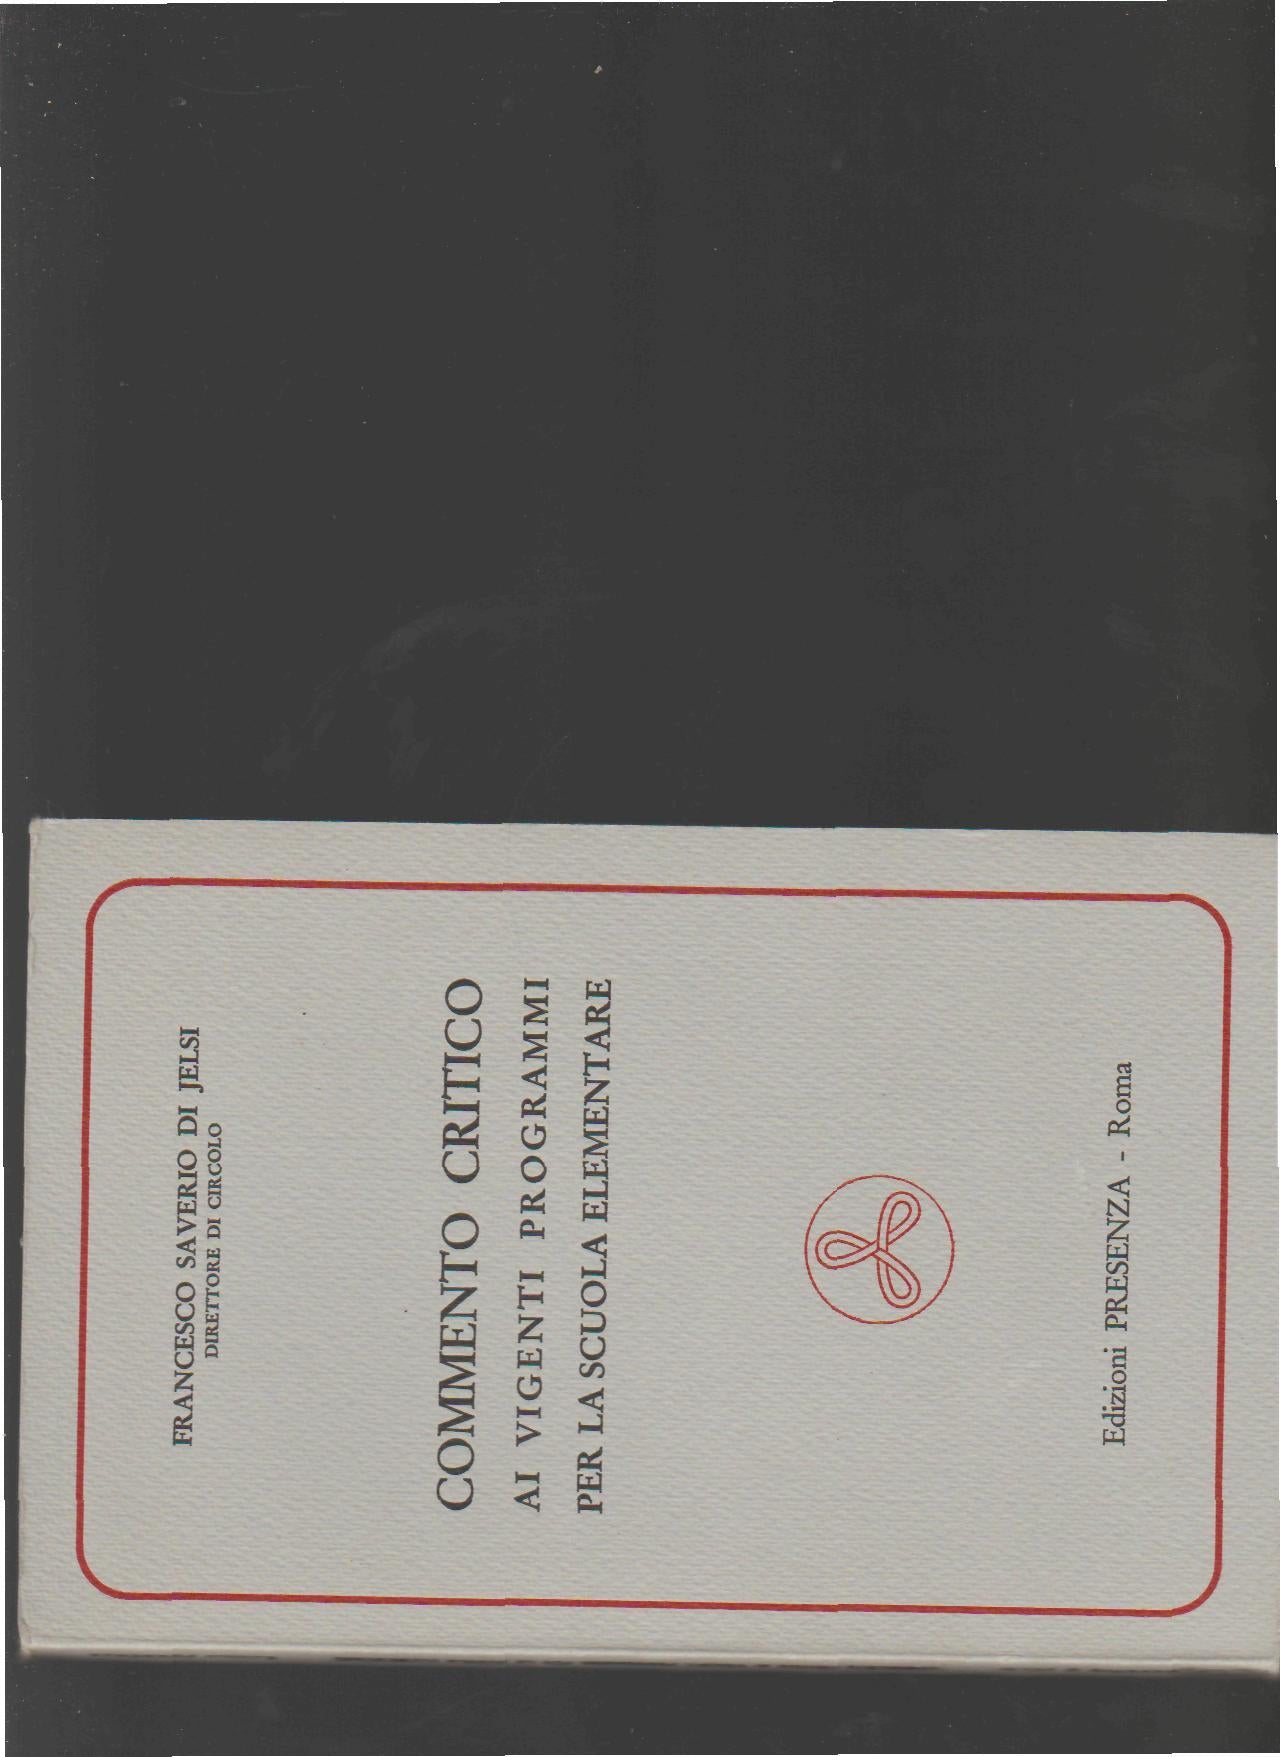 FRANCESCO SAVERIO DI JELSI
DIRETTORE DI CIRCOLO
COMMENTO CRITICO
AI VIGENTI PROGRAMMI
PER LA SCUOLA ELEMENTARE
Edizioni PRESENZA - Roma